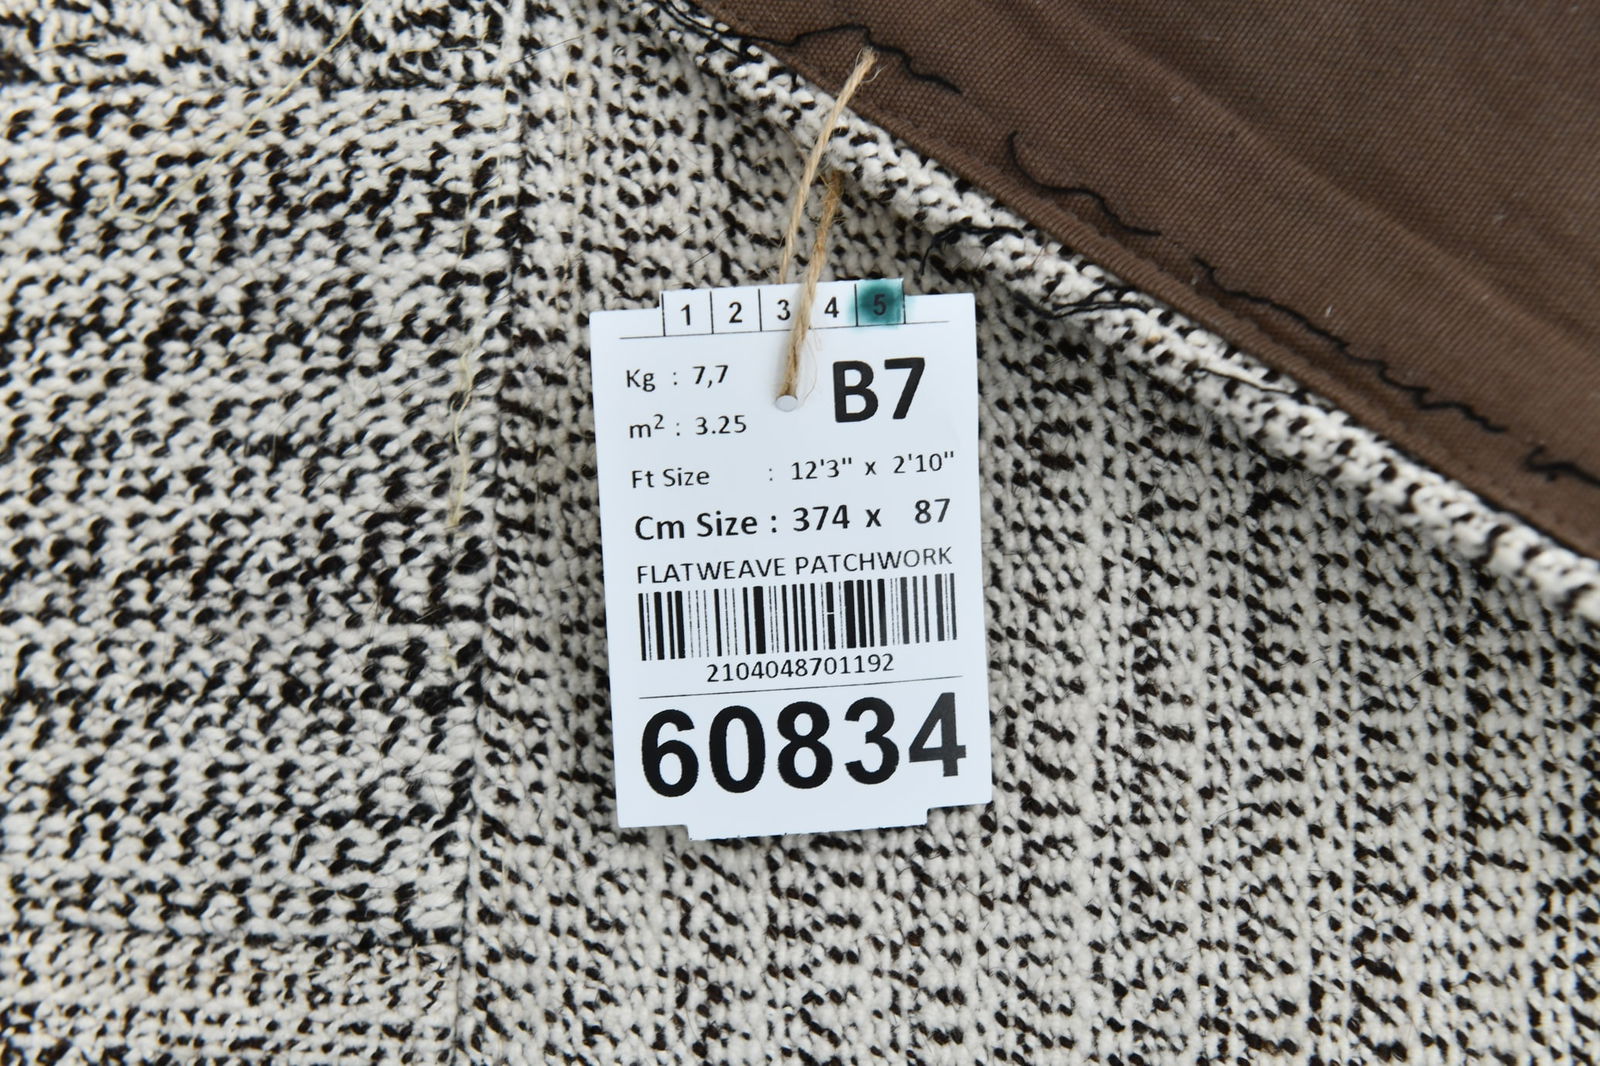 1 2 3 4 5
Kg : 7,7
B7
m² : 3.25
Ft Size : 12'3" x 2'10"
Cm Size : 374 x 87
FLATWEAVE PATCHWORK
2104048701192
60834